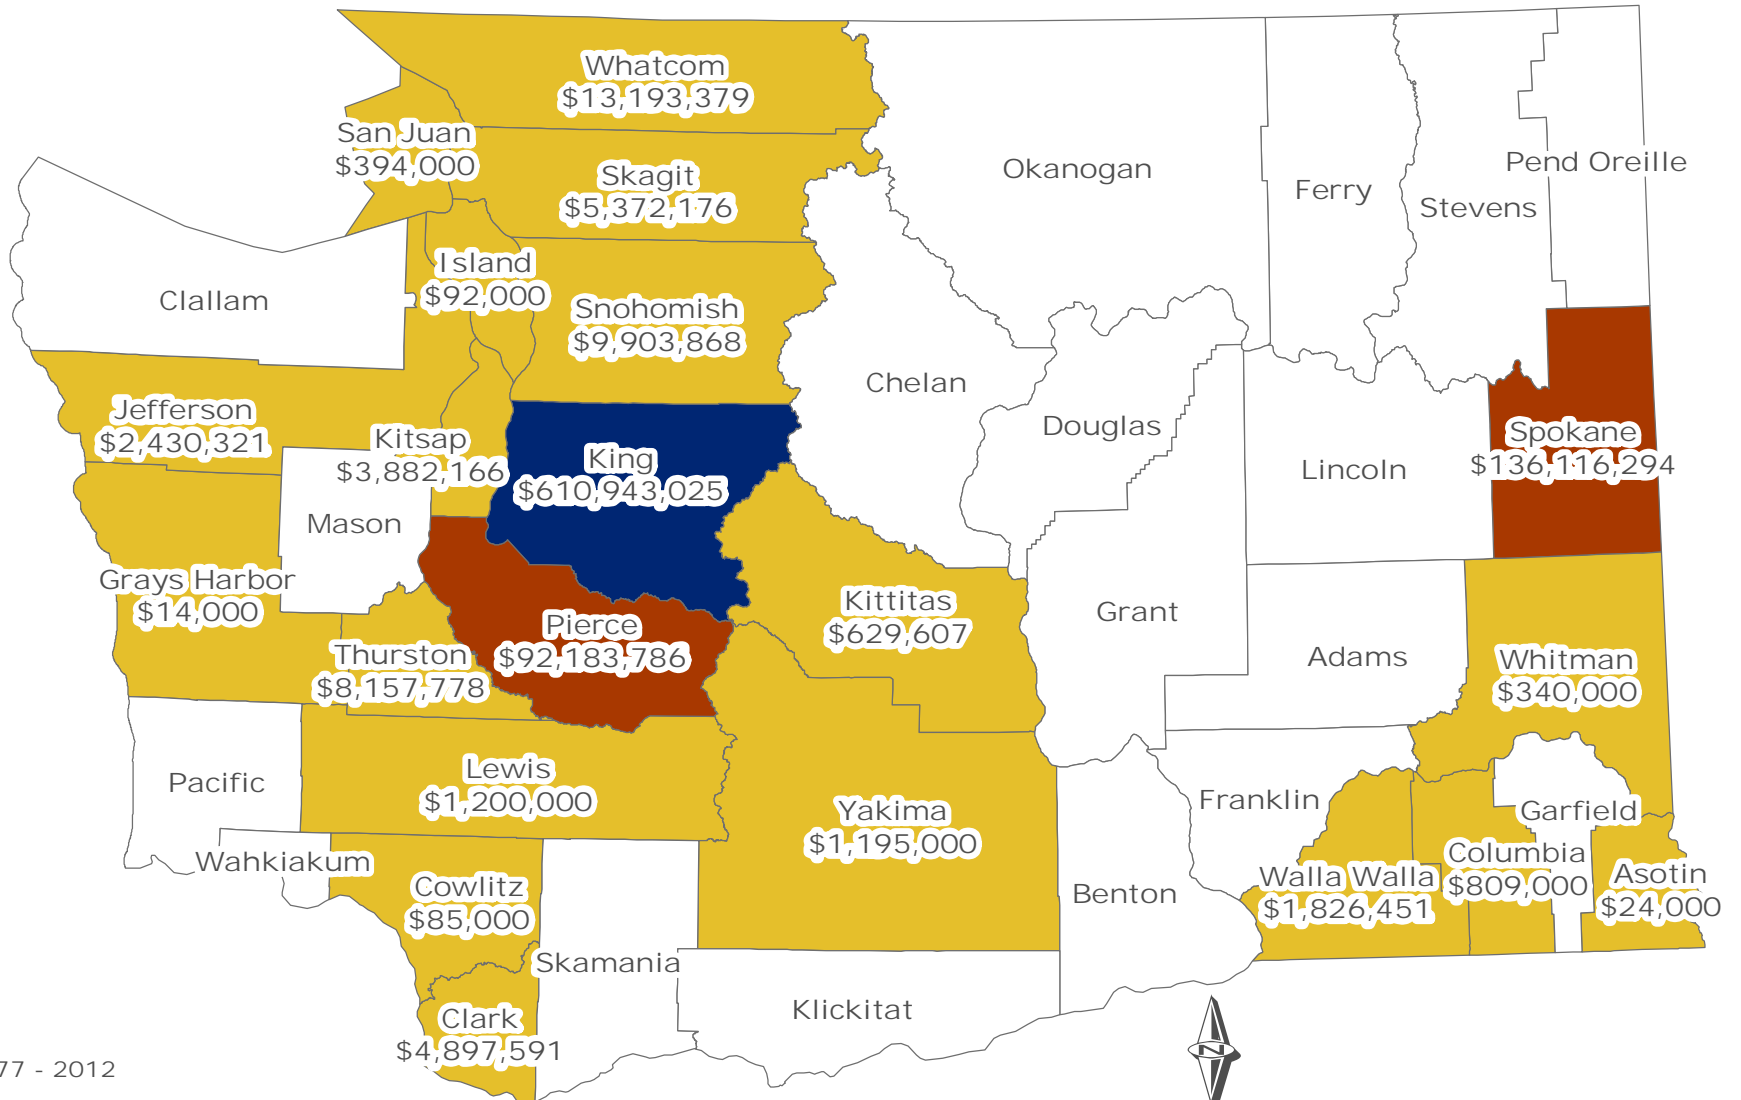 Whatcom
$13,193,379
San Juan
$394,000
Skagit
$5,372,176
Okanogan
Ferry
Stevens
Pend Oreille
Island
$92,000
Clallam
Snohomish
$9,903,868
Chelan
Douglas
Lincoln
Spokane
$136,116,294
Jefferson
$2,430,321
Kitsap
$3,882,166
King
$610,943,025
Mason
Grays Harbor
$14,000
Thurston
$8,157,778
Pierce
$92,183,786
Kittitas
$629,607
Grant
Adams
Whitman
$340,000
Pacific
Lewis
$1,200,000
Yakima
$1,195,000
Franklin
Garfield
Wahkiakum
Cowlitz
$85,000
Benton
Walla Walla
$1,826,451
Columbia
$809,000
Asotin
$24,000
Skamania
Klickitat
Clark
$4,897,591
N
77 - 2012